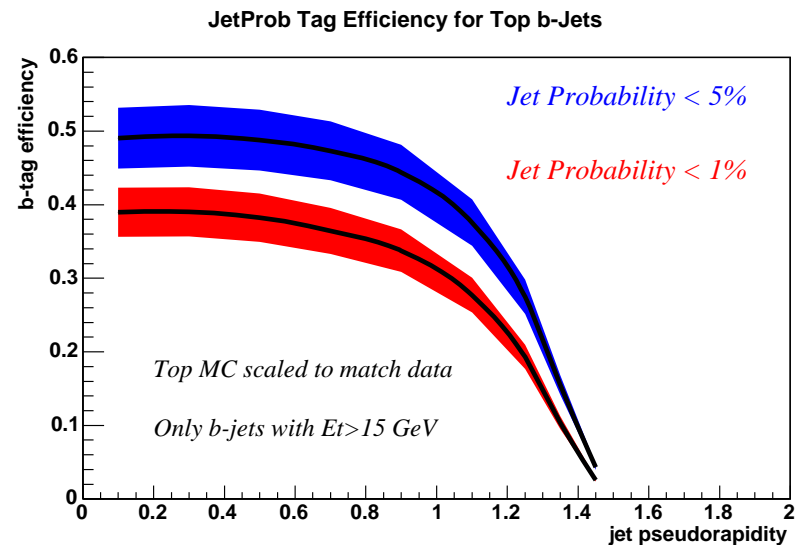 JetProb Tag Efficiency for Top b-Jets
b-tag efficiency
0.6
0.5
0.4
0.3
0.2
0.1
0
Jet Probability < 5%
Jet Probability < 1%
Top MC scaled to match data
Only b-jets with Et>15 GeV
0 0.2 0.4 0.6 0.8 1 1.2 1.4 1.6 1.8 2
jet pseudorapidity